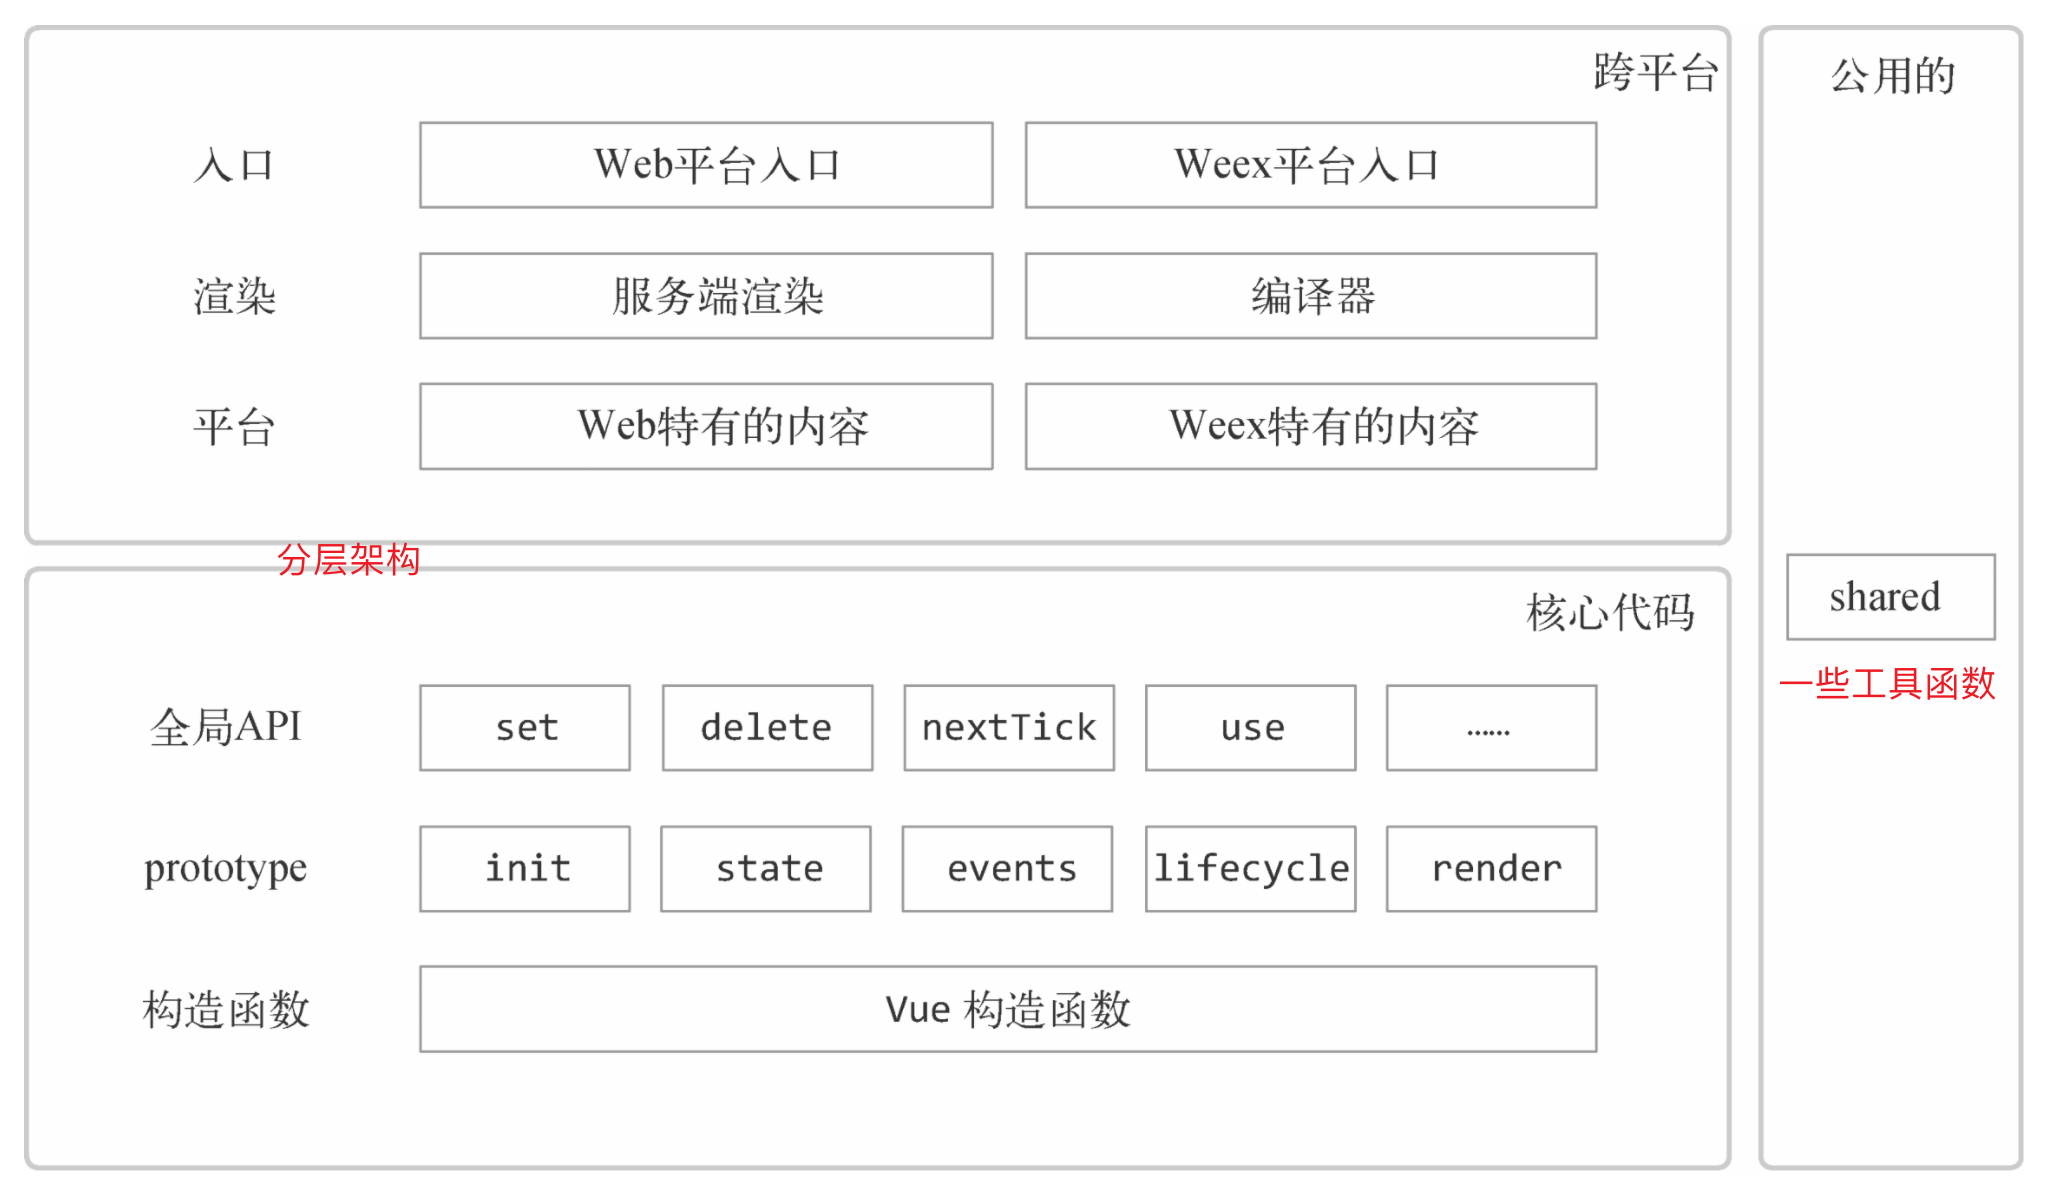 跨平台
入口
Web平台入口
Weex平台入口
渲染
服务端渲染
编译器
平台
Web特有的内容
Weex特有的内容
分层架构
核心代码
全局API
set
delete
nextTick
use
……
prototype
init
state
events
lifecycle
render
构造函数
Vue 构造函数
公用的
shared
一些工具函数